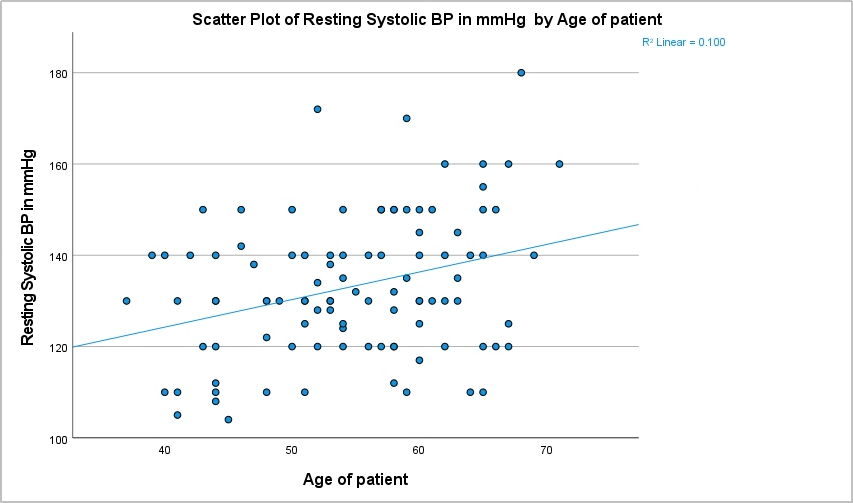 Scatter Plot of Resting Systolic BP in mmHg by Age of patient
R² Linear = 0.100
180
160
140
120
100
Resting Systolic BP in mmHg
40 50 60 70
Age of patient